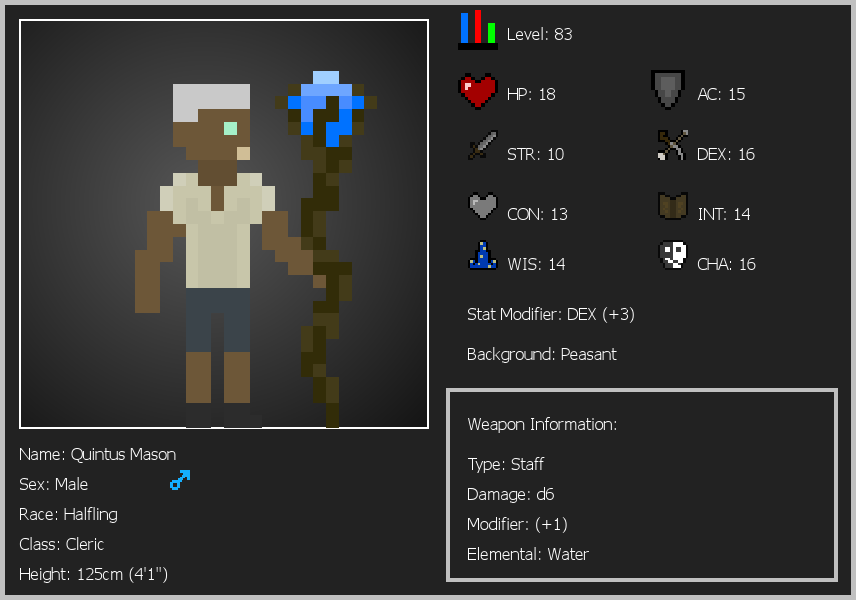 Level: 83
HP: 18
AC: 15
STR: 10
DEX: 16
CON: 13
INT: 14
WIS: 14
CHA: 16
Stat Modifier: DEX (+3)
Background: Peasant
Weapon Information:
Type: Staff
Damage: d6
Modifier: (+1)
Elemental: Water
Name: Quintus Mason
Sex: Male
Race: Halfling
Class: Cleric
Height: 125cm (4'1")